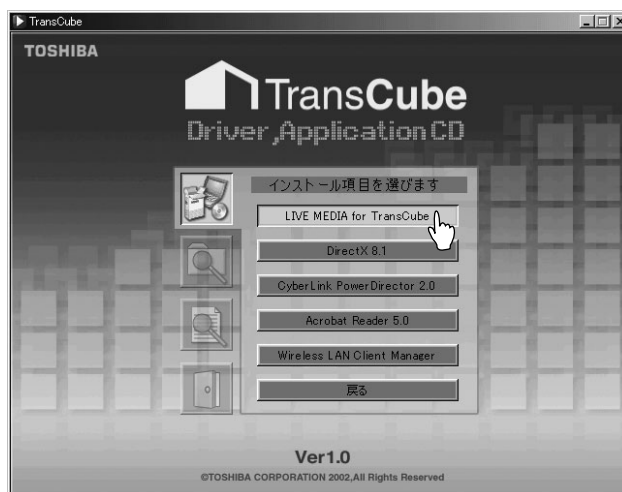 TransCube
TOSHIBA
TransCube
Driver,Application CD
インストール項目を選びます
LIVE MEDIA for TransCube
DirectX 8.1
CyberLink PowerDirector 2.0
Acrobat Reader 5.0
Wireless LAN Client Manager
戻る
Ver1.0
©TOSHIBA CORPORATION 2002,All Rights Reserved